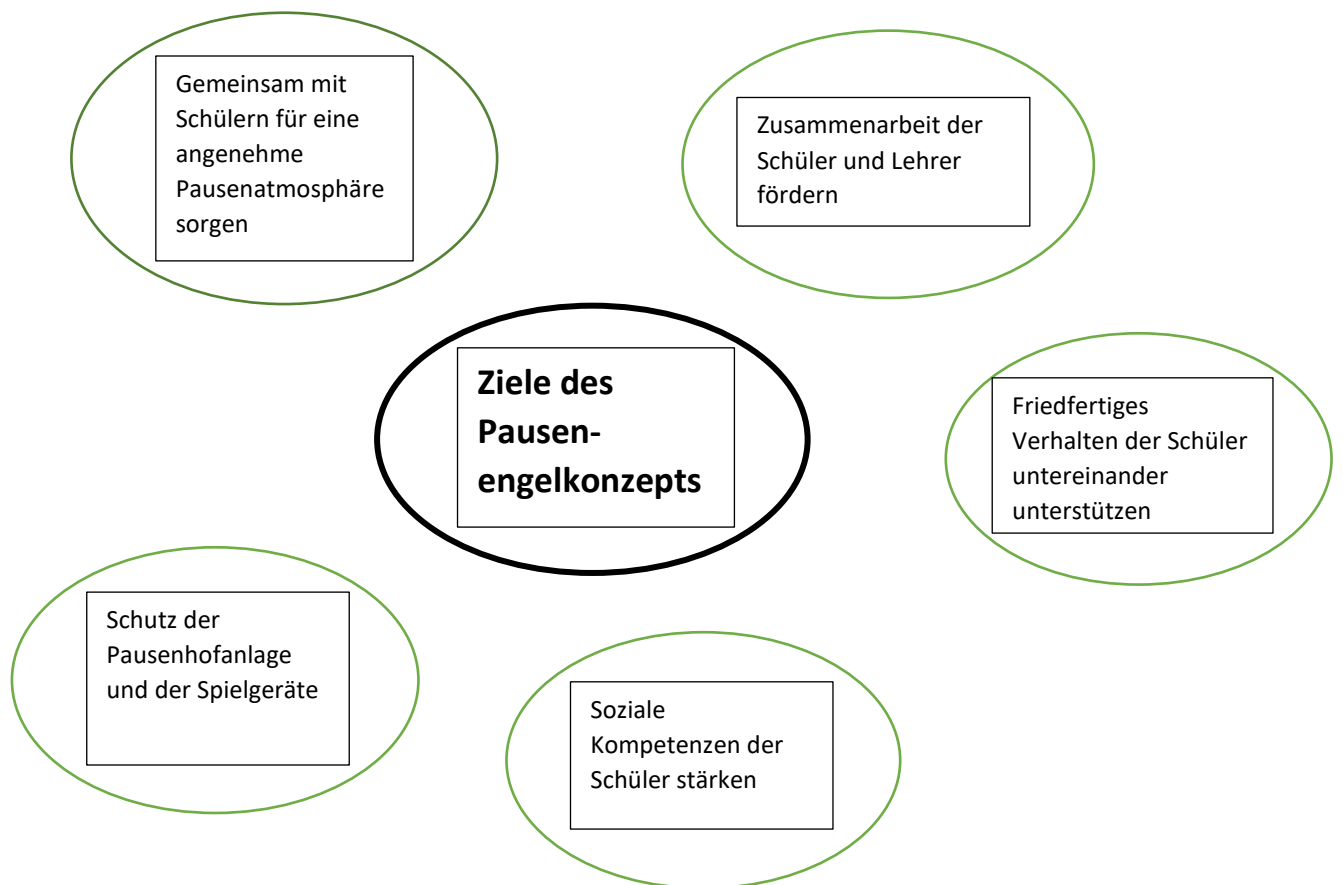 Gemeinsam mit
Schülern für eine
angenehme
Pausenatmosphäre
sorgen
Zusammenarbeit der
Schüler und Lehrer
fördern
Ziele des
Pausen-
engelkonzepts
Friedfertiges
Verhalten der Schüler
untereinander
unterstützen
Schutz der
Pausenhofanlage
und der Spielgeräte
Soziale
Kompetenzen der
Schüler stärken